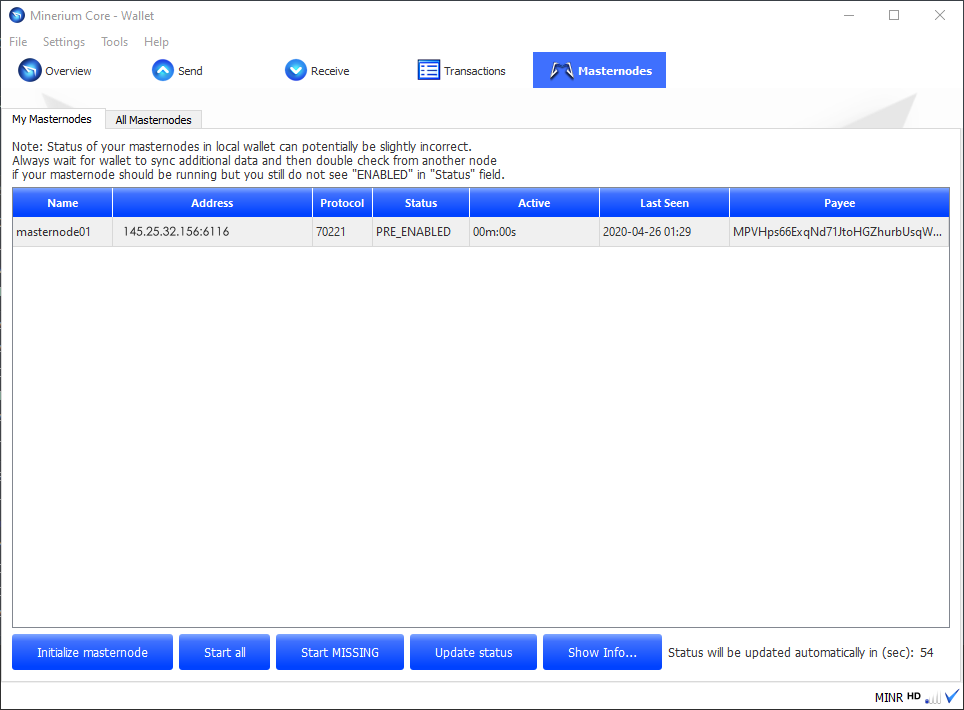 Minerium Core - Wallet
File Settings Tools Help
Overview Send Receive Transactions Masternodes
My Masternodes All Masternodes
Note: Status of your masternodes in local wallet can potentially be slightly incorrect.
Always wait for wallet to sync additional data and then double check from another node
if your masternode should be running but you still do not see "ENABLED" in "Status" field.
Name Address Protocol Status Active Last Seen Payee
masternode01 145.25.32.156:6116 70221 PRE_ENABLED 00m:00s 2020-04-26 01:29 MPVHps66ExqNd71JtoHGZhurbUsqW...
Initialize masternode Start all Start MISSING Update status Show Info... Status will be updated automatically in (sec): 54
MINR HD